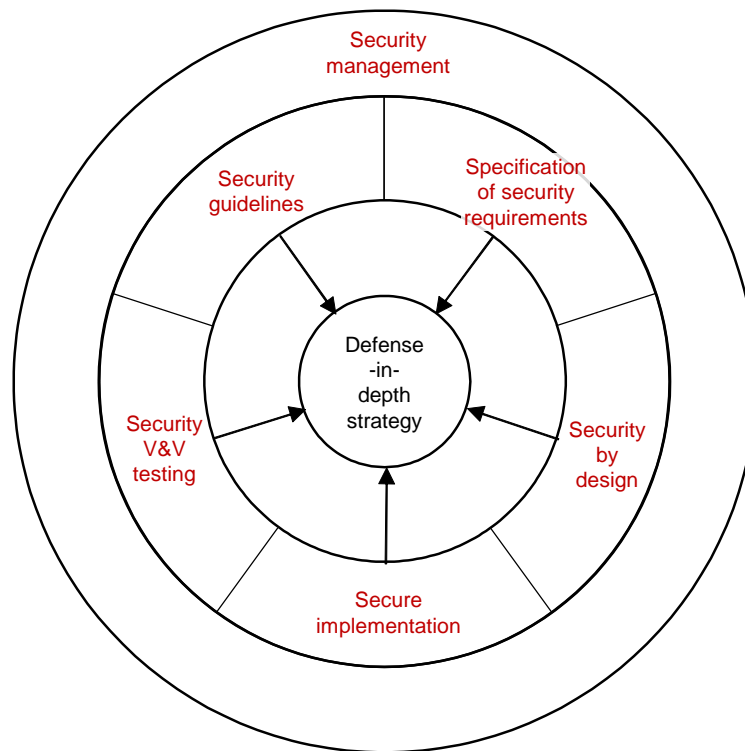 Security
management
Security
guidelines
Specification
of security
requirements
Defense
-in-
depth
strategy
Security
V&V
testing
Security
by
design
Secure
implementation